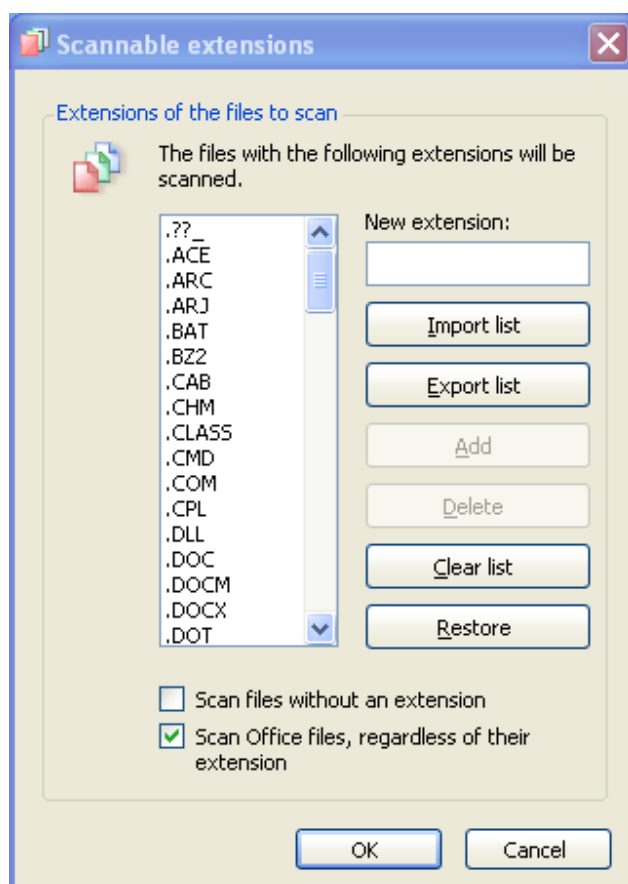 Scannable extensions
Extensions of the files to scan
The files with the following extensions will be
scanned.
.??_
.ACE
.ARC
.ARJ
.BAT
.BZ2
.CAB
.CHM
.CLASS
.CMD
.COM
.CPL
.DLL
.DOC
.DOCM
.DOCX
.DOT
New extension:
Import list
Export list
Add
Delete
Clear list
Restore
Scan files without an extension
Scan Office files, regardless of their
extension
OK
Cancel